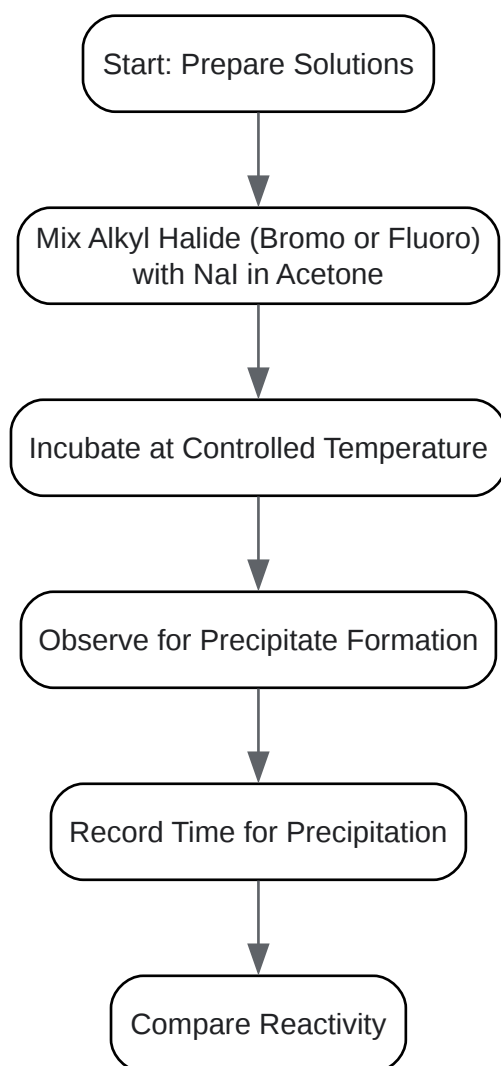 Start: Prepare Solutions
Mix Alkyl Halide (Bromo or Fluoro)
with NaI in Acetone
Incubate at Controlled Temperature
Observe for Precipitate Formation
Record Time for Precipitation
Compare Reactivity